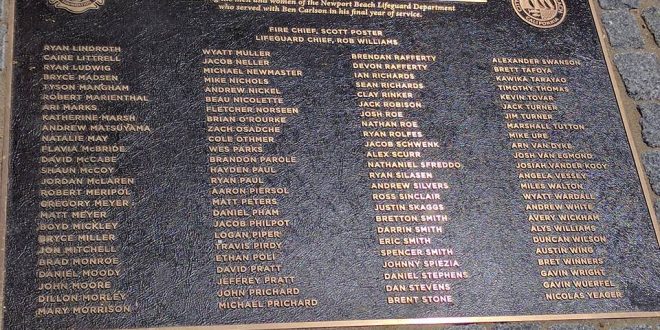 men and women of the Newport Beach Lifeguard Department
who served with Ben Carlson in his final year of service.
FIRE CHIEF, SCOTT POSTER
LIFEGUARD CHIEF, ROB WILLIAMS
RYAN LINDROTH
CAINE LITTRELL
RYAN LUDWIG
BRYCE MADSEN
TYSON MANGHAM
ROBERT MARIENTHAL
ARI MARKS
KATHERINE MARSH
ANDREW MATSUYAMA
NATALIE MAY
FLAVIA McBRIDE
DAVID McCABE
SHAUN McCOY
JORDAN McLAREN
ROBERT MERIPOL
GREGORY MEYER
MATT MEYER
BOYD MICKLEY
BRYCE MILLER
JON MITCHELL
BRAD MONROE
DANIEL MOODY
JOHN MOORE
DILLON MORLEY
MARY MORRISON
WYATT MULLER
JACOB NELLER
MICHAEL NEWMASTER
MIKE NICHOLS
ANDREW NICKEL
BEAU NICOLETTE
FLETCHER NORSEEN
BRIAN O'ROURKE
ZACH OSADCHE
COLE OTHMER
WES PARKS
BRANDON PAROLE
HAYDEN PAUL
RYAN PAUL
AARON PIERSOL
MATT PETERS
DANIEL PHAM
JACOB PHILPOT
LOGAN PIPER
TRAVIS PIRDY
ETHAN POLI
DAVID PRATT
JEFFREY PRATT
JOHN PRICHARD
MICHAEL PRICHARD
BRENDAN RAFFERTY
DEVON RAFFERTY
IAN RICHARDS
SEAN RICHARDS
CLAY RINKER
JACK ROBISON
JOSH ROE
NATHAN ROE
RYAN ROLFES
JACOB SCHWENK
ALEX SCURR
NATHANIEL SFREDDO
RYAN SILASEN
ANDREW SILVERS
ROSS SINCLAIR
JUSTIN SKAGGS
BRETTON SMITH
DARRIN SMITH
ERIC SMITH
SPENCER SMITH
JOHNNY SPIEZIA
DANIEL STEPHENS
DAN STEVENS
BRENT STONE
ALEXANDER SWANSON
BRETT TAFOYA
KAWIKA TARAYAO
TIMOTHY THOMAS
KEVIN TOVAR
JACK TURNER
JIM TURNER
MARSHALL TUTTON
MIKE URE
ARN VAN DYKE
JOSH VAN EGMOND
JOSIAH VANDER KOOY
ANGELA VESSEY
MILES WALTON
WYATT WARDALL
ANDREW WHITE
AVERY WICKHAM
ALYS WILLIAMS
DUNCAN WILSON
AUSTIN WING
BRET WINNERS
GAVIN WRIGHT
GAVIN WUERFEL
NICOLAS YEAGER